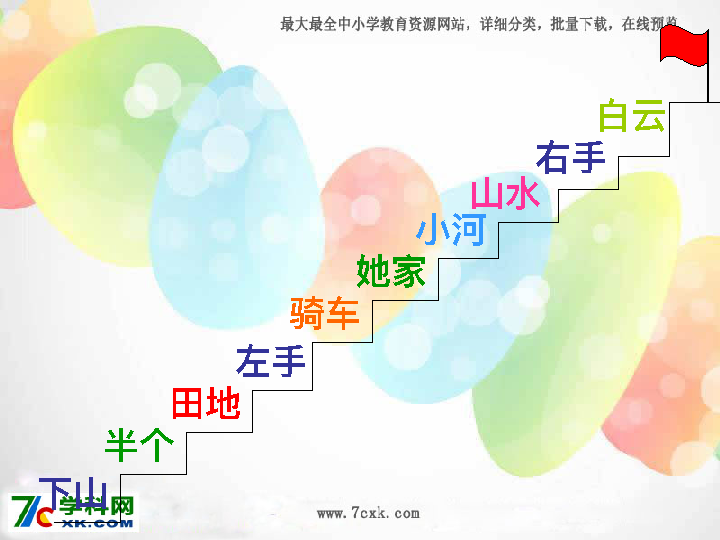 最大最全中小学教育资源网站，详细分类，批量下载，在线预览
白云
右手
山水
小河
她家
骑车
左手
田地
半个
下山
7c 学科网
XK.COM
www.7cxk.com